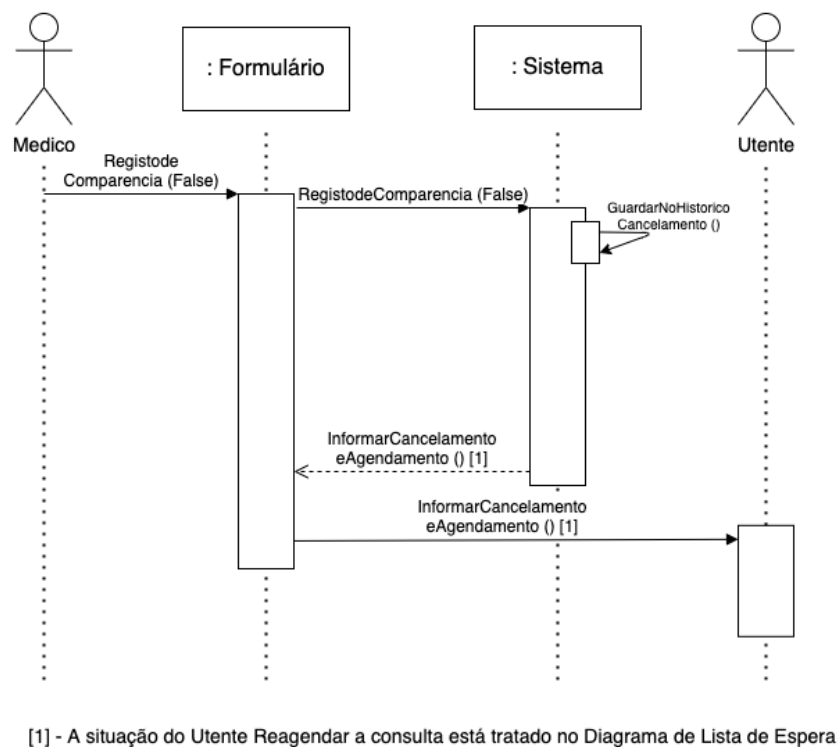 : Formulário
: Sistema
Medico
Utente
Registode
Comparencia (False)
RegistodeComparencia (False)
GuardarNoHistorico
Cancelamento ()
InformarCancelamento
eAgendamento () [1]
InformarCancelamento
eAgendamento () [1]
[1] - A situação do Utente Reagendar a consulta está tratado no Diagrama de Lista de Espera